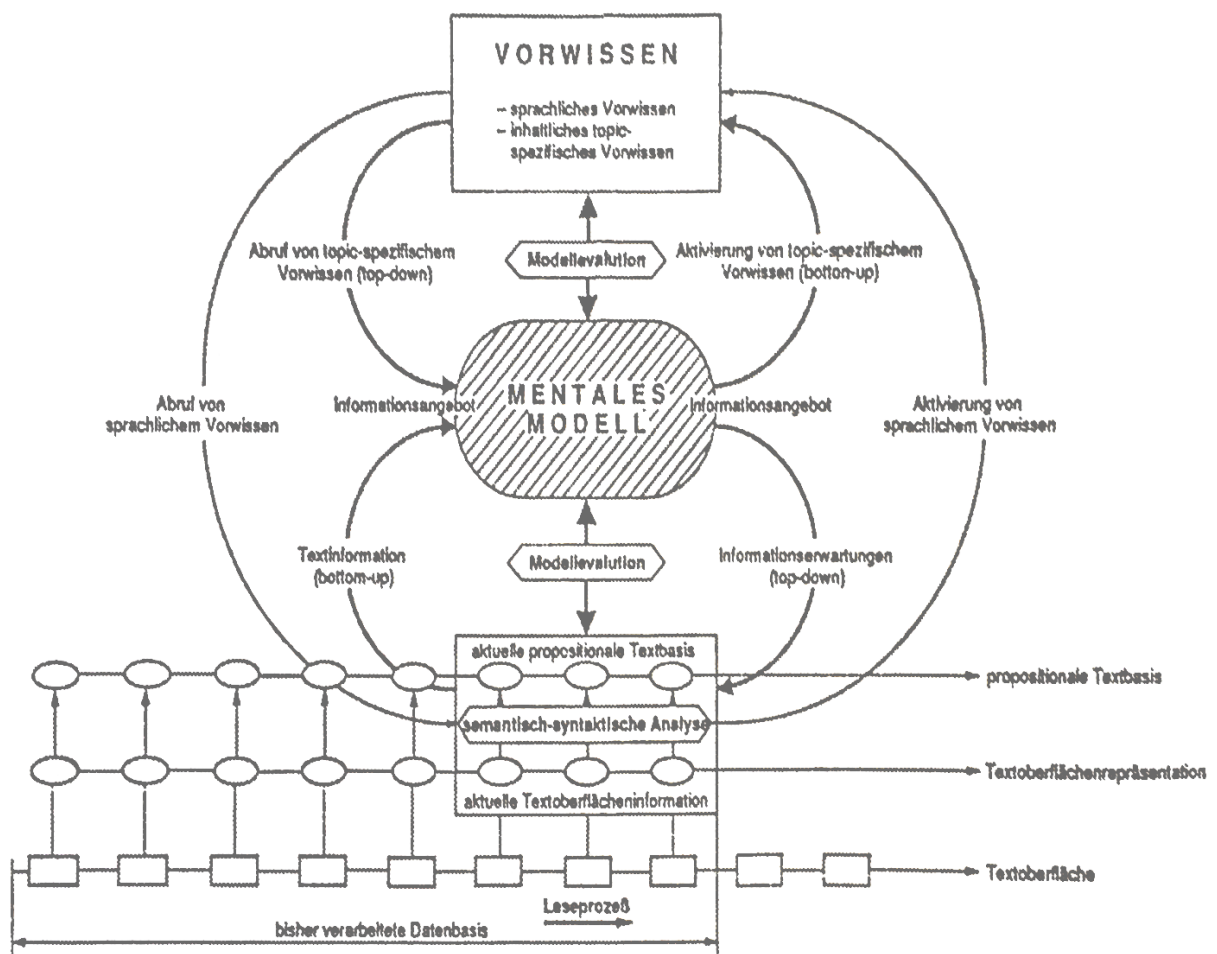 VORWISSEN
– sprachliches Vorwissen
– inhaltliches topic-
spezifisches Vorwissen
Abruf von topic-spezifischem
Vorwissen (top-down)
Modellevalution
Aktivierung von topic-spezifischem
Vorwissen (bottom-up)
Abruf von
sprachlichem Vorwissen
Informationsangebot
MENTALES
MODELL
Informationsangebot
Aktivierung von
sprachlichem Vorwissen
Textinformation
(bottom-up)
Modellevalution
Informationserwartungen
(top-down)
aktuelle propositionale Textbasis
propositionale Textbasis
semantisch-syntaktische Analyse
Textoberflächenrepräsentation
aktuelle Textoberflächeninformation
Textoberfläche
Leseprozeß
bisher verarbeitete Datenbasis